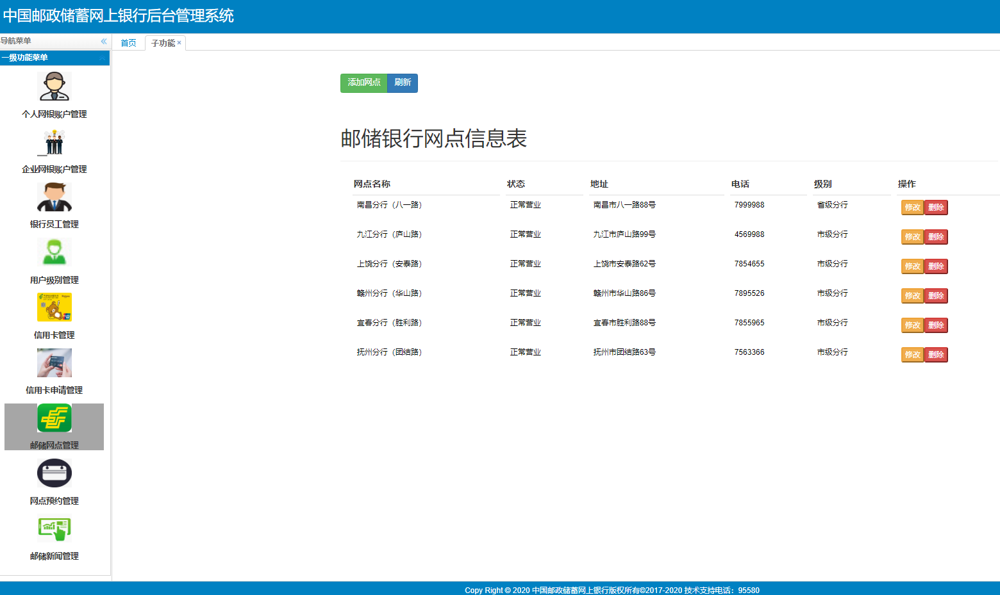 中国邮政储蓄网上银行后台管理系统
导航菜单
首页 子功能
一级功能菜单
个人网银账户管理
企业网银账户管理
银行员工管理
用户级别管理
信用卡管理
信用卡申请管理
邮储网点管理
网点预约管理
邮储新闻管理
添加网点 刷新
邮储银行网点信息表
网点名称 状态 地址 电话 级别 操作
南昌分行（八一路） 正常营业 南昌市八一路88号 7999988 省级分行 修改 删除
九江分行（庐山路） 正常营业 九江市庐山路99号 4569988 市级分行 修改 删除
上饶分行（安泰路） 正常营业 上饶市安泰路62号 7854655 市级分行 修改 删除
赣州分行（华山路） 正常营业 赣州市华山路86号 7895526 市级分行 修改 删除
宜春分行（胜利路） 正常营业 宜春市胜利路88号 7855965 市级分行 修改 删除
抚州分行（团结路） 正常营业 抚州市团结路63号 7563366 市级分行 修改 删除
Copy Right © 2020 中国邮政储蓄网上银行版权所有©2017-2020 技术支持电话：95580